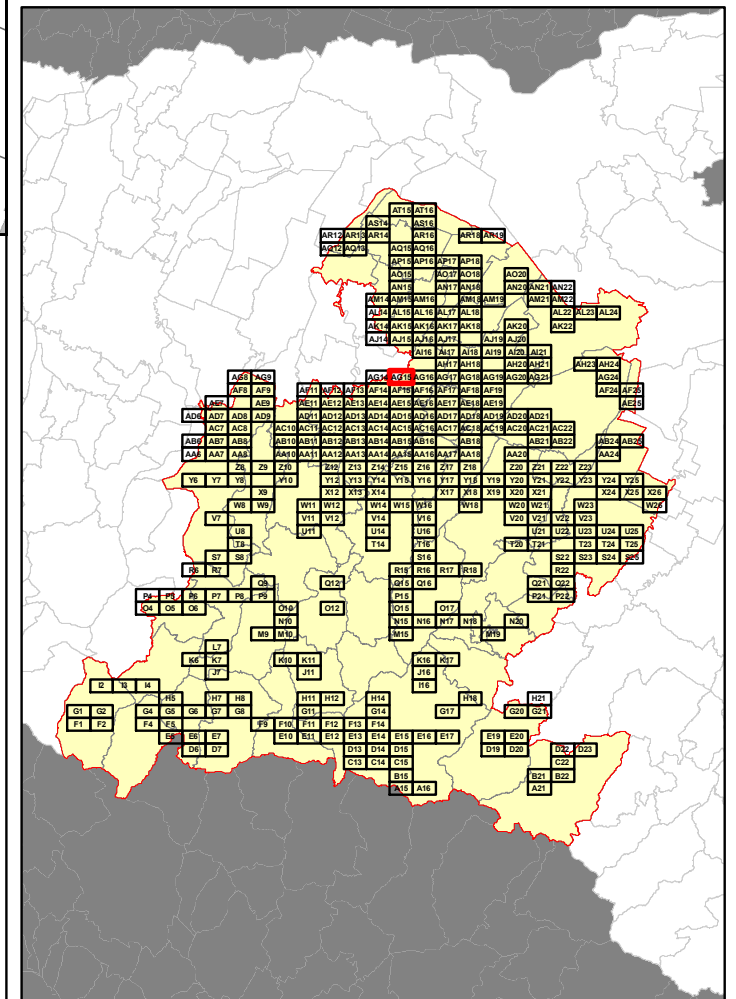 AT15 AT16
AS14 AS16
AR12 AR13 AR14 AR16 AR18 AR19
AQ12 AQ13 AQ15 AQ16
AP15 AP16 AP17 AP18
AO15 AO17 AO18 AO20
AN15 AN17 AN18 AN20 AN21 AN22
AM14 AM15 AM16 AM18 AM19 AM21 AM22
AL14 AL15 AL16 AL17 AL18 AL22 AL23 AL24
AK14 AK15 AK16 AK17 AK18 AK20 AK22
AJ14 AJ15 AJ16 AJ17 AJ19 AJ20
AI16 AI17 AI18 AI19 AI20 AI21
AH17 AH18 AH20 AH21 AH23 AH24
AG8 AG9 AG14 AG15 AG16 AG17 AG18 AG19 AG20 AG21 AG24
AF8 AF9 AF11 AF12 AF13 AF14 AF15 AF16 AF17 AF18 AF19 AF24 AF25
AE7 AE9 AE11 AE12 AE13 AE14 AE15 AE16 AE17 AE18 AE19 AE25
AD6 AD7 AD8 AD9 AD11 AD12 AD13 AD14 AD15 AD16 AD17 AD18 AD19 AD20 AD21
AC7 AC8 AC10 AC11 AC12 AC13 AC14 AC15 AC16 AC17 AC18 AC19 AC20 AC21 AC22
AB6 AB7 AB8 AB10 AB11 AB12 AB13 AB14 AB15 AB16 AB18 AB21 AB22 AB24 AB25
AA6 AA7 AA8 AA10 AA11 AA12 AA13 AA14 AA15 AA16 AA17 AA18 AA20 AA24
Z8 Z9 Z10 Z12 Z13 Z14 Z15 Z16 Z17 Z18 Z20 Z21 Z22 Z23
Y6 Y7 Y8 Y10 Y12 Y13 Y14 Y15 Y16 Y17 Y18 Y19 Y20 Y21 Y22 Y23 Y24 Y25
X9 X12 X13 X14 X17 X18 X19 X20 X21 X24 X25 X26
W8 W9 W11 W12 W14 W15 W16 W18 W20 W21 W23 W26
V7 V11 V12 V14 V16 V20 V21 V22 V23
U8 U11 U14 U16 U21 U22 U23 U24 U25
T8 T14 T16 T20 T21 T23 T24 T25
S7 S8 S16 S22 S23 S24 S25
R6 R7 R15 R16 R17 R18 R22
Q9 Q12 Q15 Q16 Q21 Q22
P4 P5 P6 P7 P8 P9 P15 P21 P22
O4 O5 O6 O10 O12 O15 O17
N10 N15 N16 N17 N18 N20
M9 M10 M15 M19
L7
K6 K7 K10 K11 K16 K17
J7 J11 J16
I2 I3 I4 I16
H5 H7 H8 H11 H12 H14 H18 H21
G1 G2 G4 G5 G6 G7 G8 G11 G14 G17 G20 G21
F1 F2 F4 F5 F9 F10 F11 F12 F13 F14
E5 E6 E7 E10 E11 E12 E13 E14 E15 E16 E17 E19 E20
D6 D7 D13 D14 D15 D19 D20 D22 D23
C13 C14 C15 C22
B15 B21 B22
A15 A16 A21